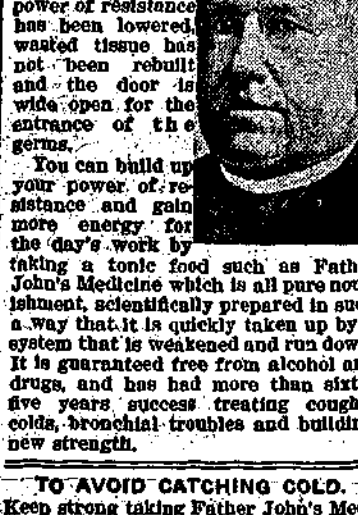 power of resistance
has been lowered,
wasted tissue has
not been rebuilt
and the door is
wide open for the
entrance of the
germs.
You can build up
your power of re-
sistance and gain
more energy for
the day's work by
taking a tonic food such as Fath
John's Medicine which is all pure nou
ishment, scientifically prepared in su
a way that it is quickly taken up by
system that is weakened and run dow
It is guaranteed free from alcohol a
drugs, and has had more than sixt
five years success treating cough
colds, bronchial troubles and buildin
new strength.
TO AVOID CATCHING COLD.
Keep strong taking Father John's Me